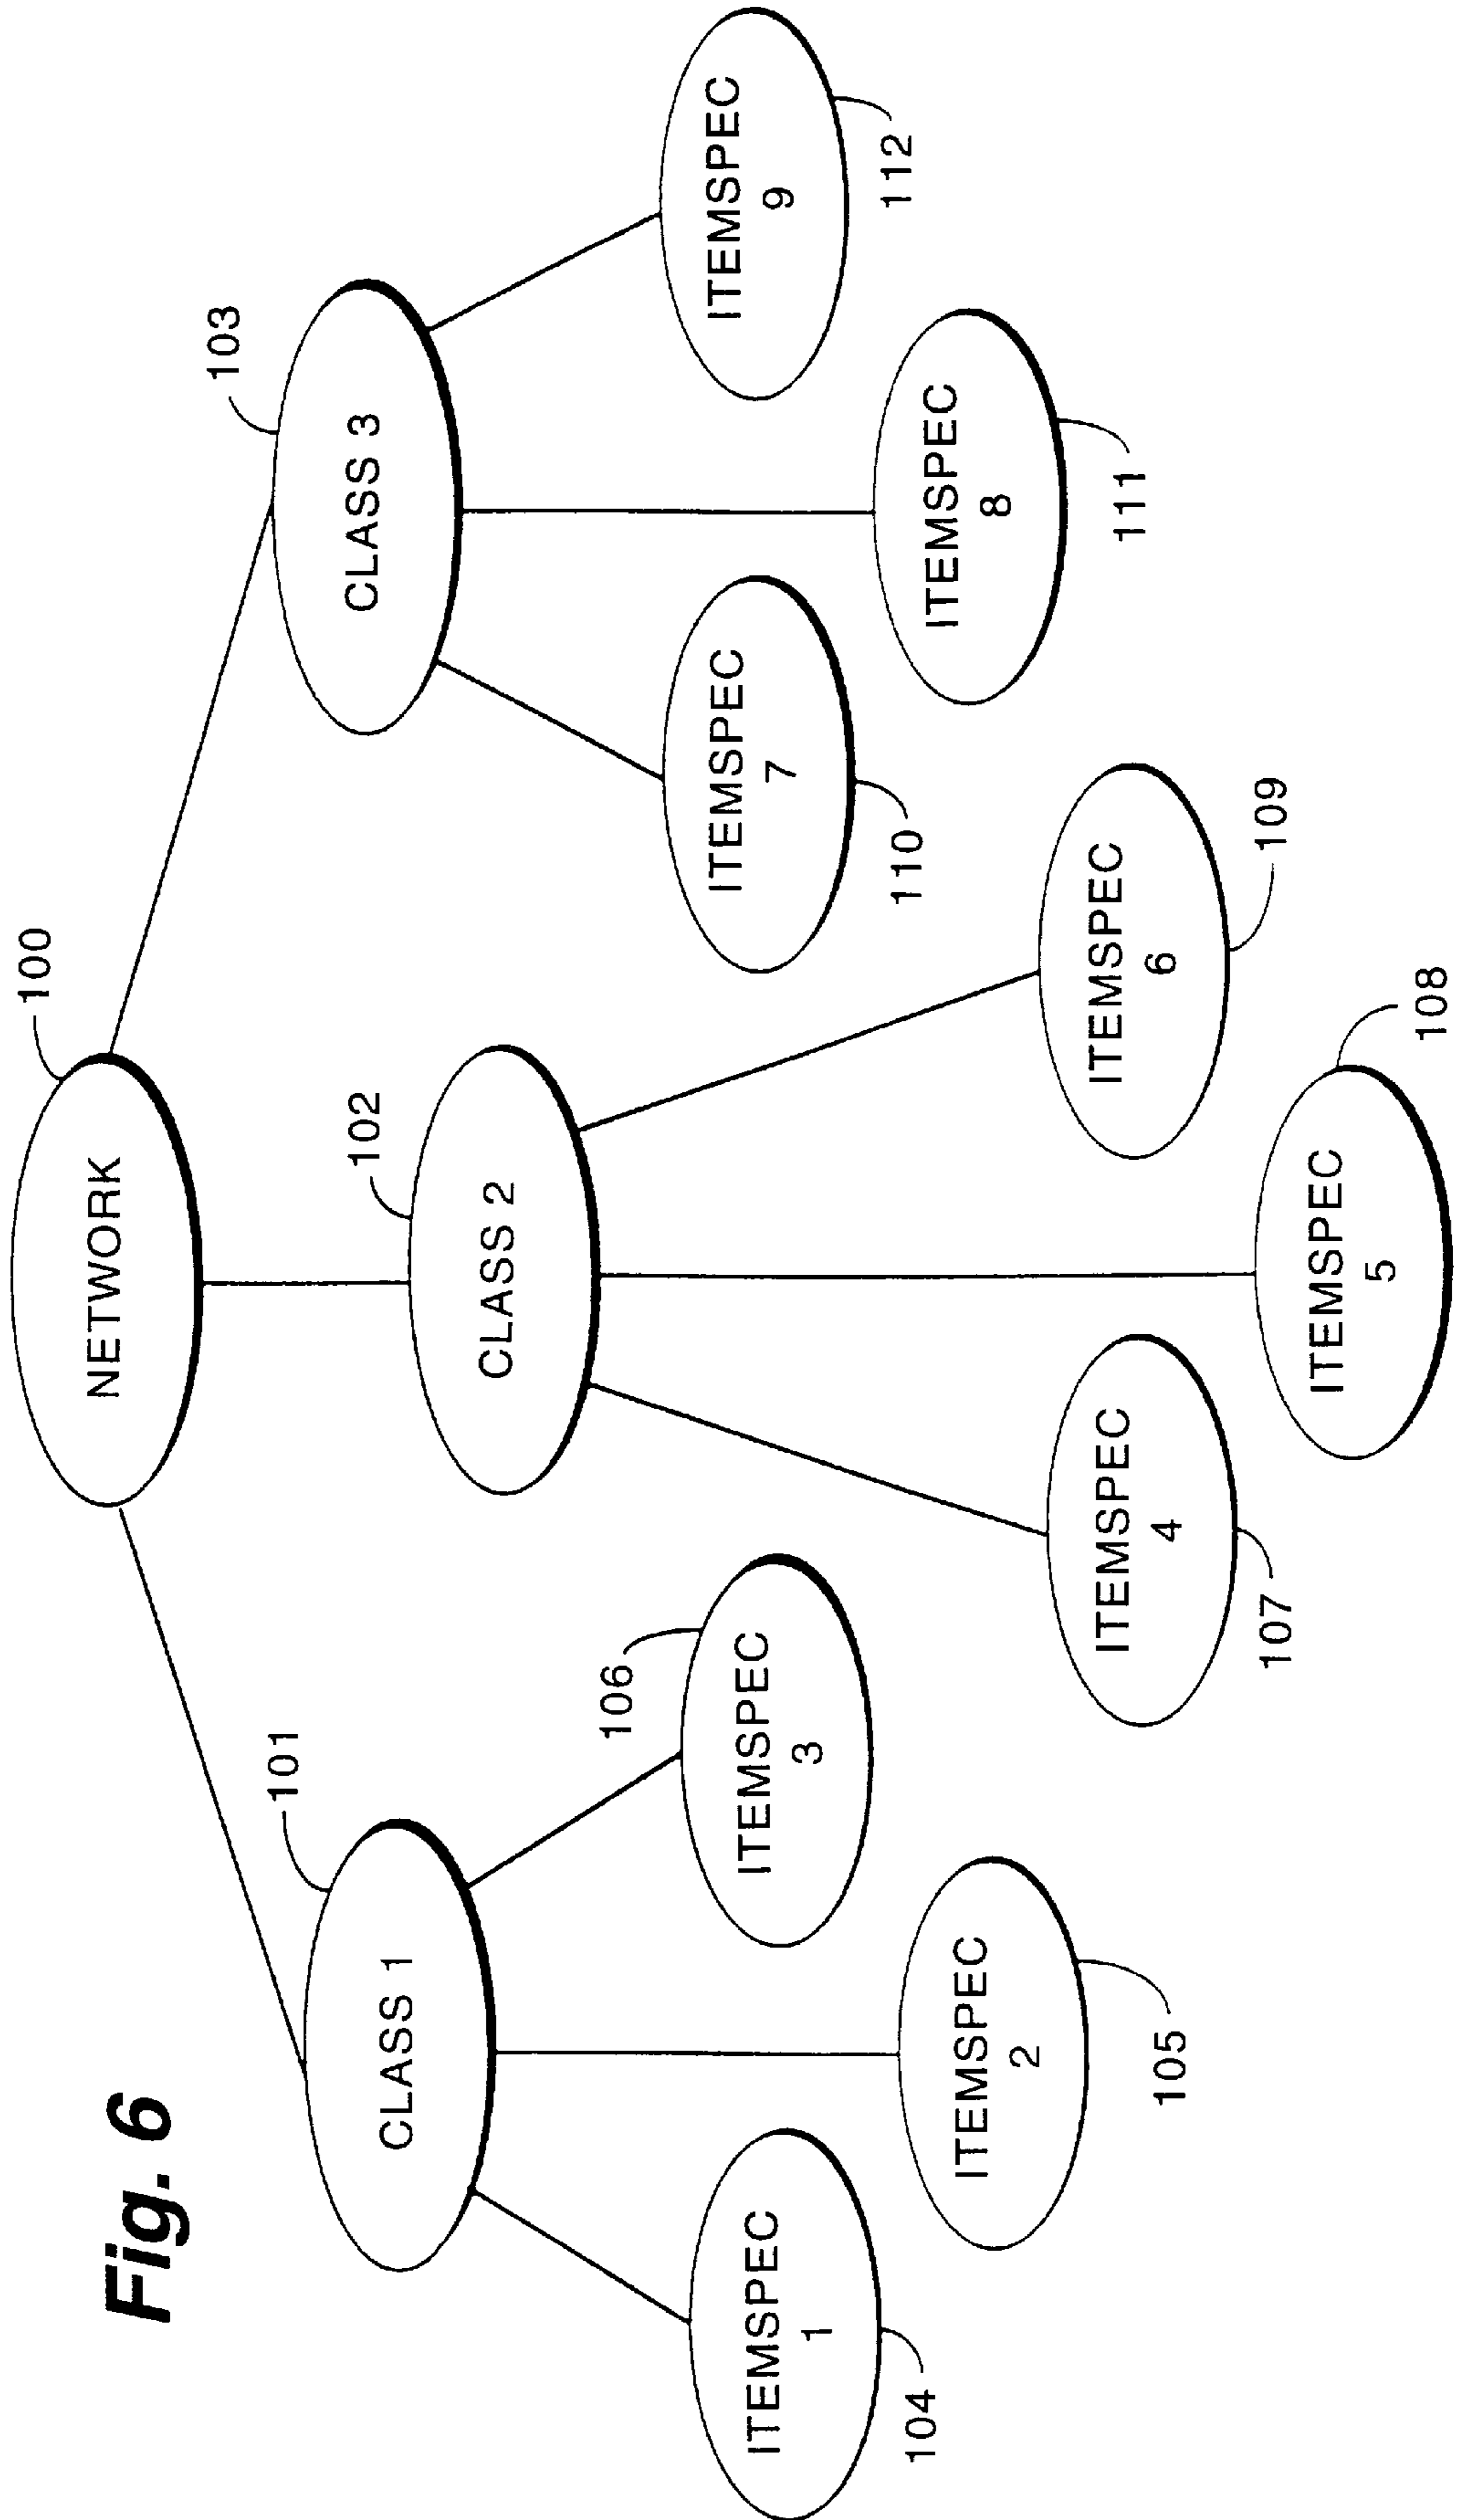 Fig. 6
NETWORK
100
CLASS 1
101
CLASS 2
102
CLASS 3
103
ITEMSPEC
1
104
ITEMSPEC
2
105
ITEMSPEC
3
106
ITEMSPEC
4
107
ITEMSPEC
5
108
ITEMSPEC
6
109
ITEMSPEC
7
110
ITEMSPEC
8
111
ITEMSPEC
9
112